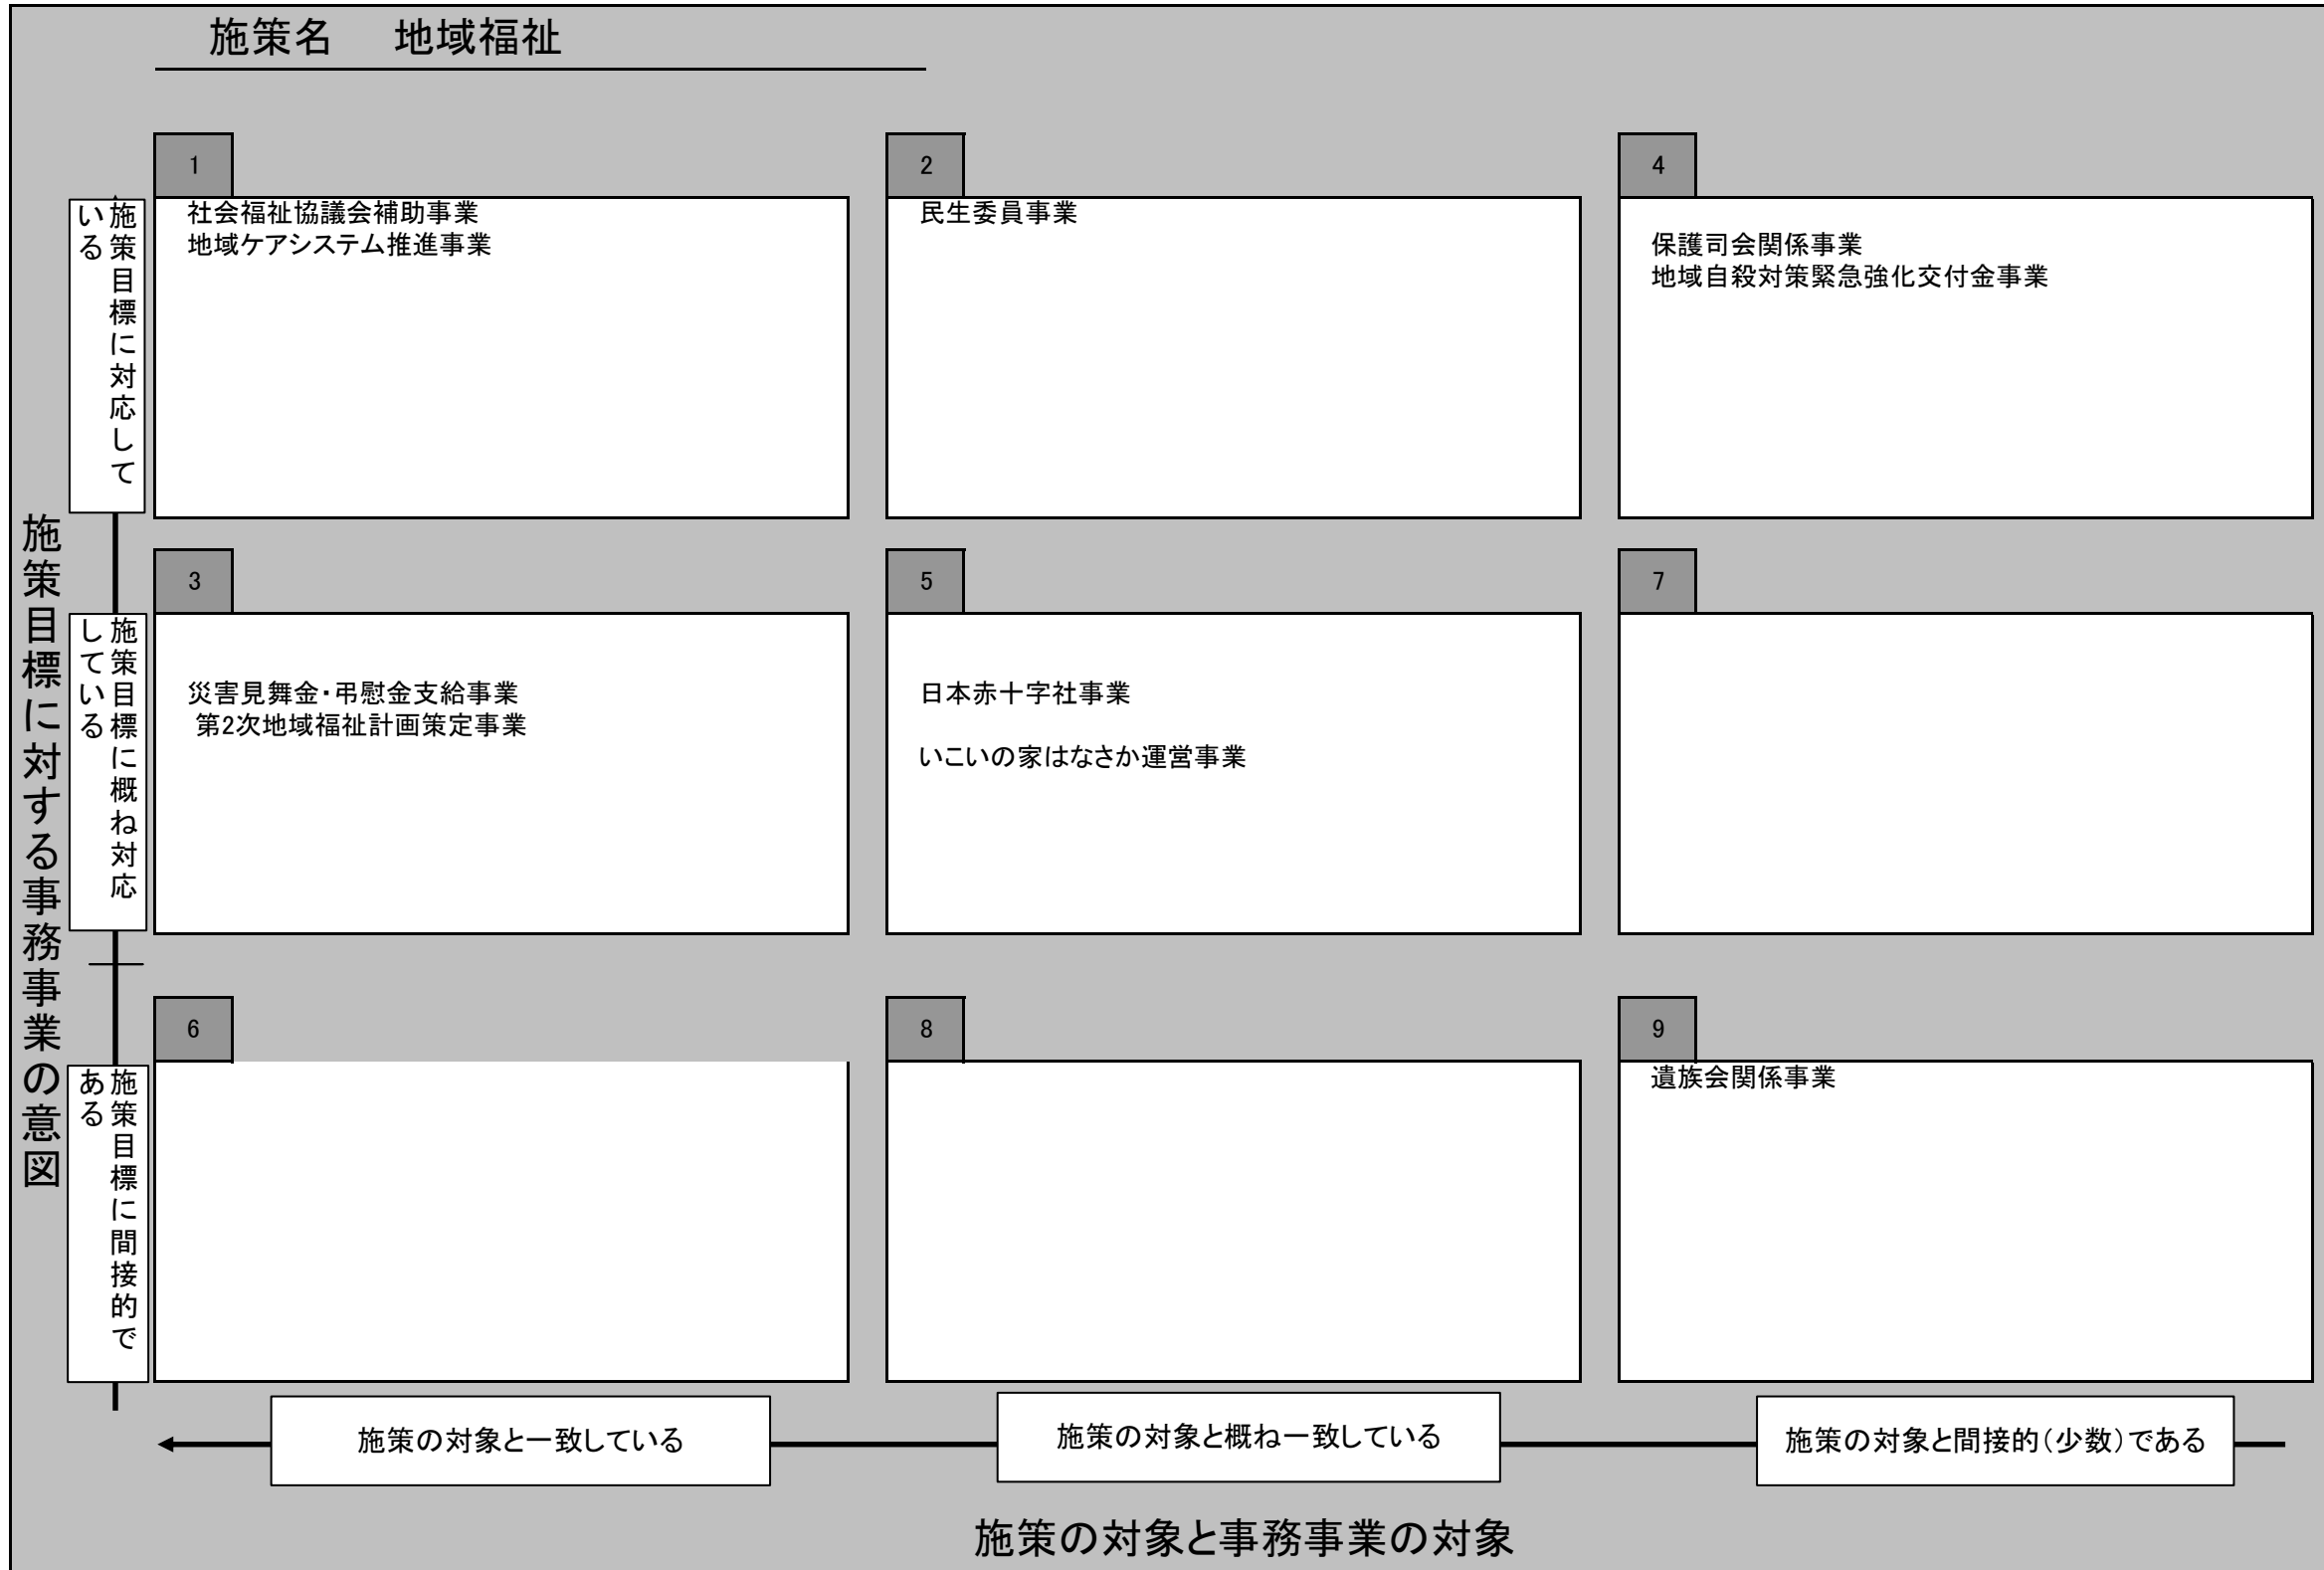 施策名 地域福祉
1
社会福祉協議会補助事業
地域ケアシステム推進事業
2
民生委員事業
4
保護司会関係事業
地域自殺対策緊急強化交付金事業
施策目標に対応して
いる
3
災害見舞金・弔慰金支給事業
第2次地域福祉計画策定事業
5
日本赤十字社事業
いこいの家はなさか運営事業
7
施策目標に概ね対応
している
施策目標に対する事務事業の意図
6
8
9
遺族会関係事業
施策目標に間接的で
ある
施策の対象と一致している
施策の対象と概ね一致している
施策の対象と間接的(少数)である
施策の対象と事務事業の対象